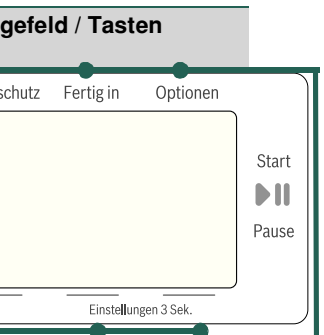 gefeld / Tasten
schutz Fertig in Optionen
Start
Pause
Einstellungen 3 Sek.